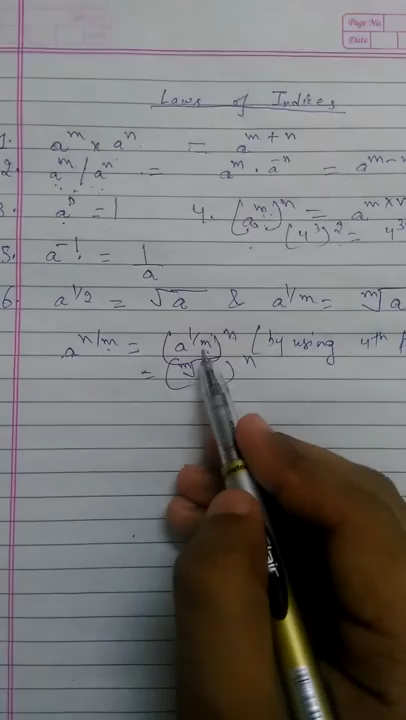 Page No.
Date
Laws of Indices
1. a^m × a^n = a^{m+n}
2. a^m / a^n = a^m · a^{-n} = a^{m-n}
3. a^0 = 1 4. (a^m)^n = a^{m×n}
(4^3)^2 = 4^3
5. a^{-1} = 1/a
6. a^{1/2} = √a & a^{1/m} = ^m√a
a^{n/m} = (a^{1/m})^n (by using 4th
= (^m√ )^n